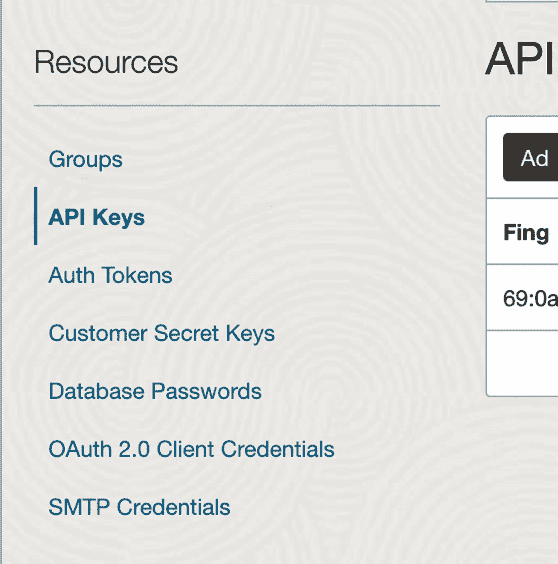 Resources
Groups
API Keys
Auth Tokens
Customer Secret Keys
Database Passwords
OAuth 2.0 Client Credentials
SMTP Credentials
API
Ad
Fing
69:0a